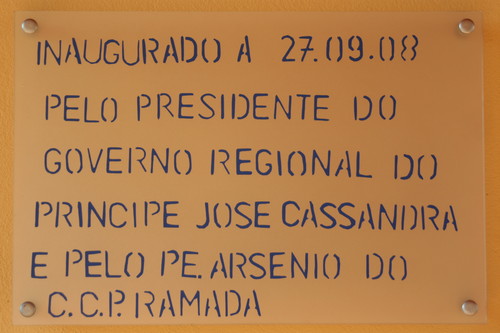 INAUGURADO A 27.09.08
PELO PRESIDENTE DO
GOVERNO REGIONAL DO
PRINCIPE JOSE CASSANDRA
E PELO PE. ARSENIO DO
C.C.P. RAMADA